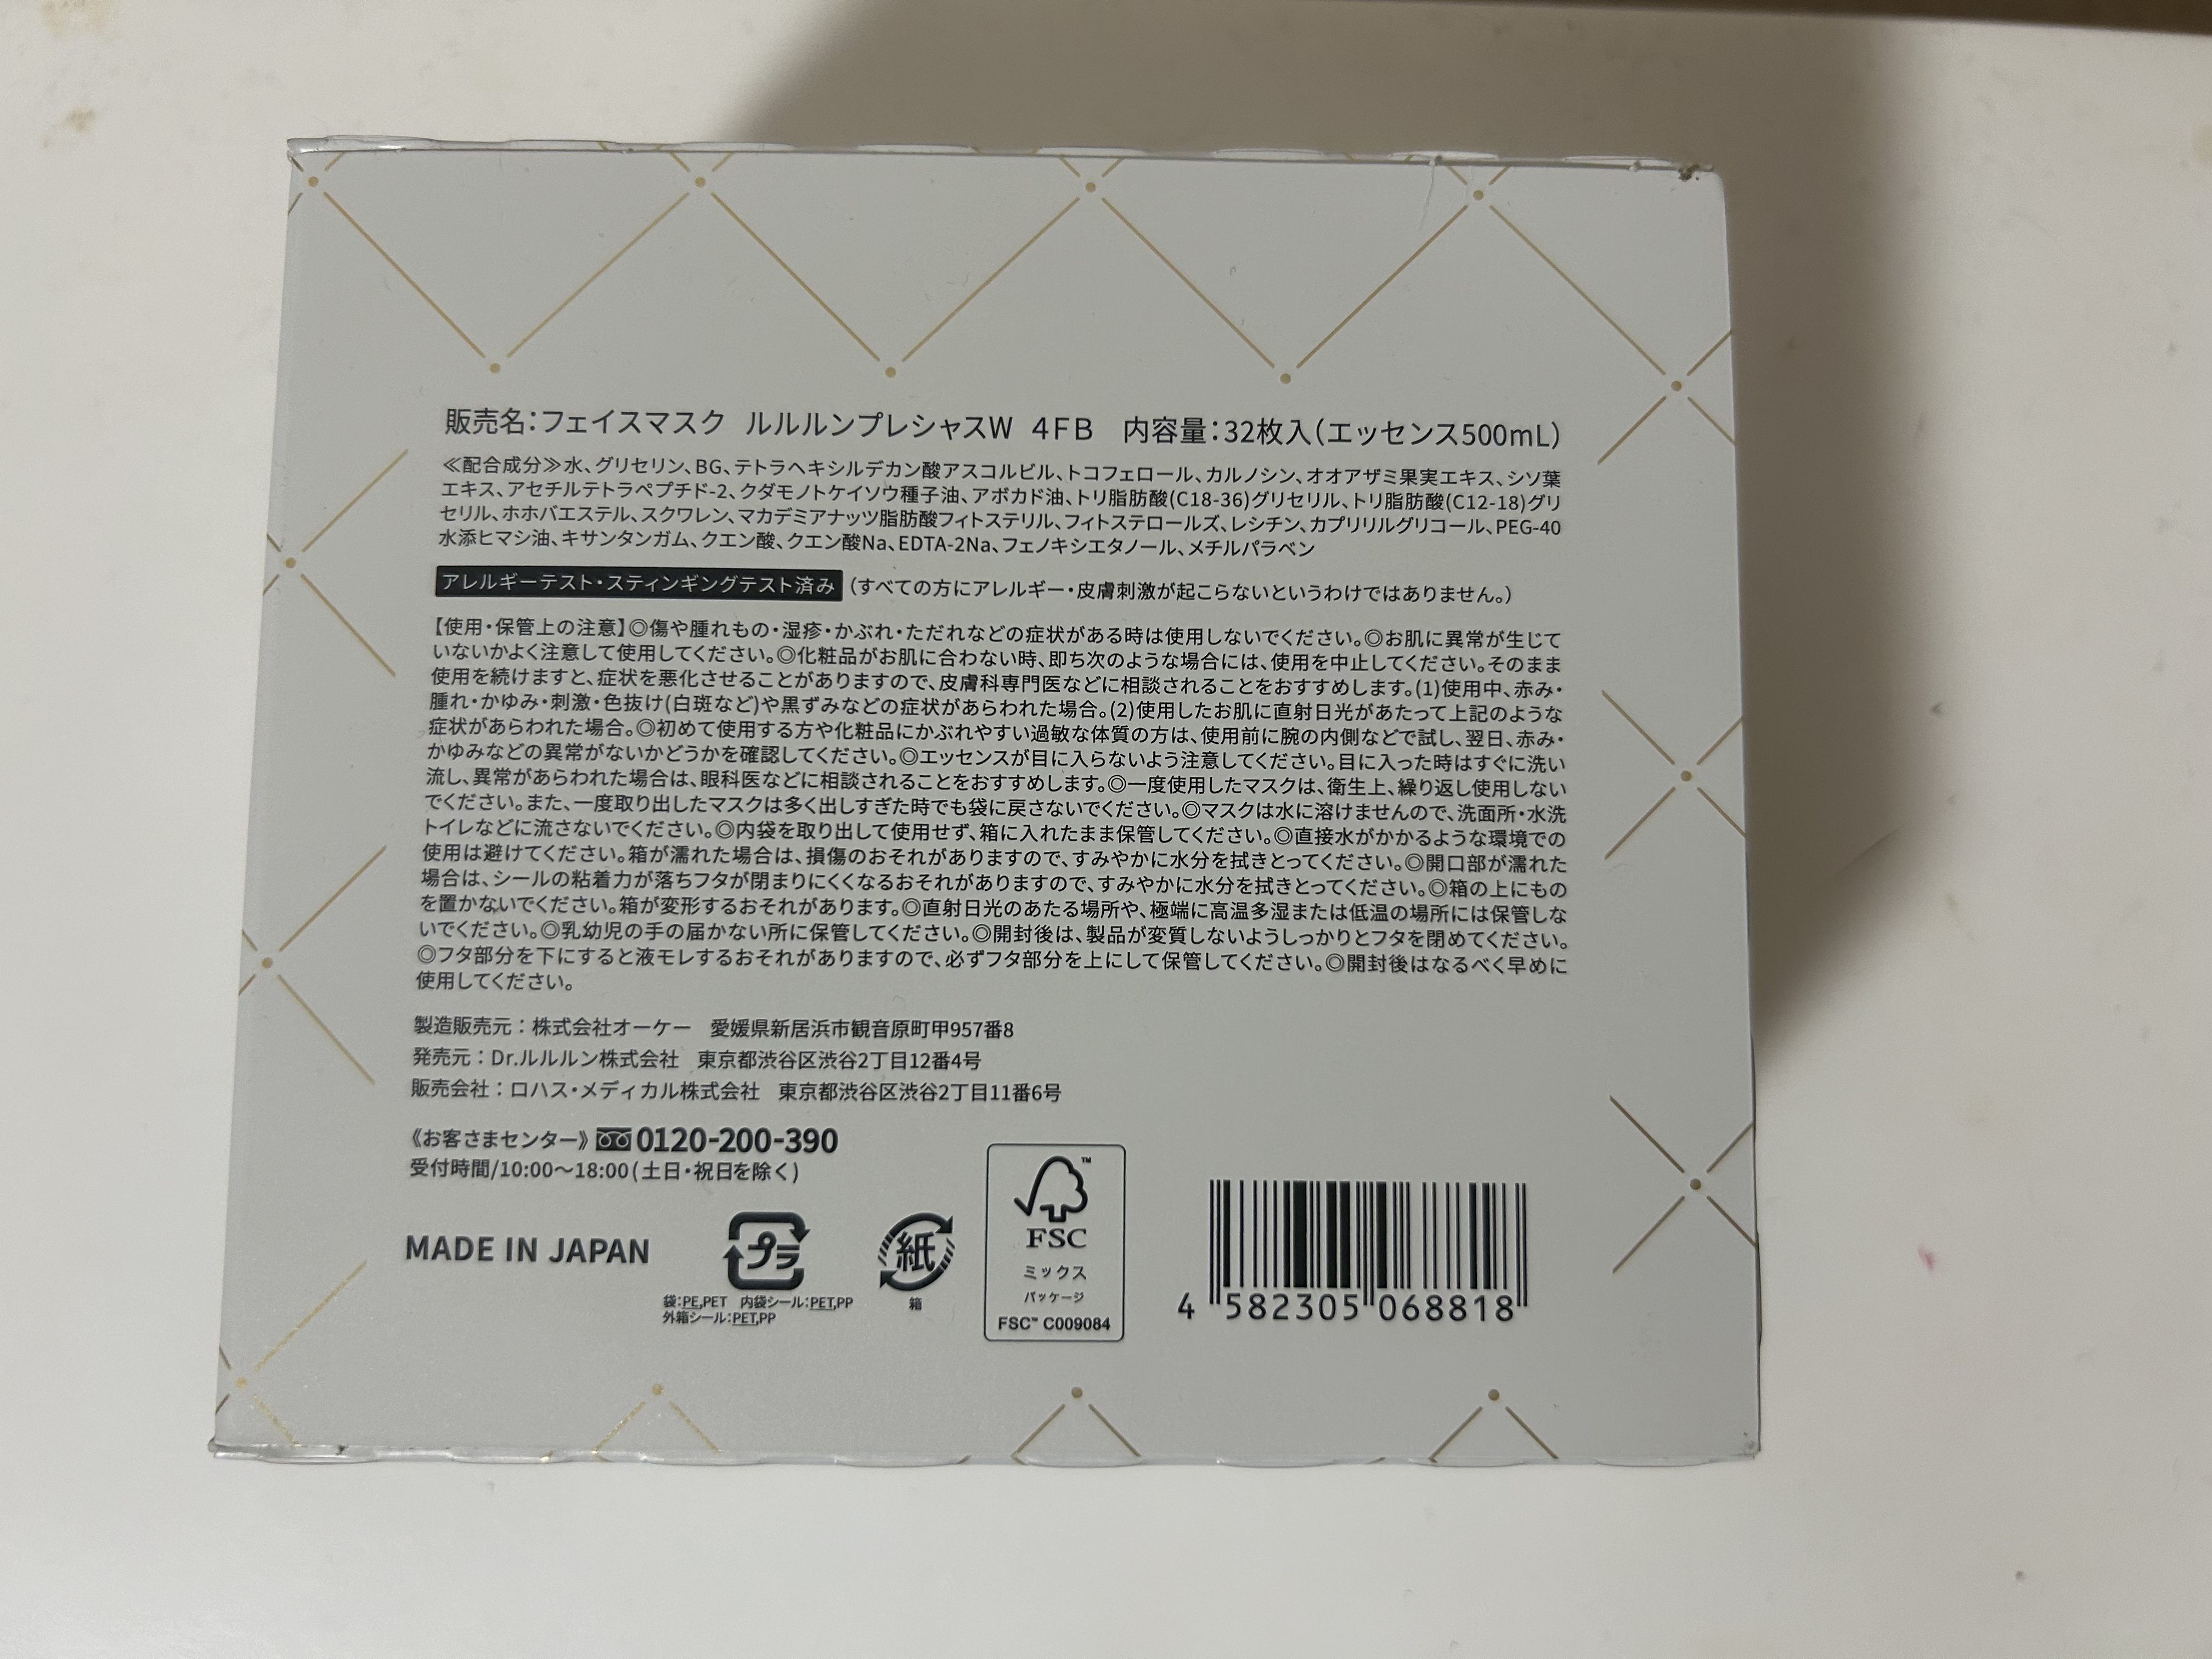 販売名：フェイスマスク　ルルルンプレシャスW　4FB　内容量：32枚入（エッセンス500mL）
≪配合成分≫水、グリセリン、BG、テトラヘキシルデカン酸アスコルビル、トコフェロール、カルノシン、オオアザミ果実エキス、シソ葉
エキス、アセチルテトラペプチド-2、クダモノトケイソウ種子油、アボカド油、トリ脂肪酸(C18-36)グリセリル、トリ脂肪酸(C12-18)グリ
セリル、ホホバエステル、スクワレン、マカデミアナッツ脂肪酸フィトステリル、フィトステロールズ、レシチン、カプリリルグリコール、PEG-40
水添ヒマシ油、キサンタンガム、クエン酸、クエン酸Na、EDTA-2Na、フェノキシエタノール、メチルパラベン
アレルギーテスト・スティンギングテスト済み（すべての方にアレルギー・皮膚刺激が起こらないというわけではありません。）
【使用・保管上の注意】◎傷や腫れもの・湿疹・かぶれ・ただれなどの症状がある時は使用しないでください。◎お肌に異常が生じて
いないかよく注意して使用してください。◎化粧品がお肌に合わない時、即ち次のような場合には、使用を中止してください。そのまま
使用を続けますと、症状を悪化させることがありますので、皮膚科専門医などに相談されることをおすすめします。(1)使用中、赤み・
腫れ・かゆみ・刺激・色抜け(白斑など)や黒ずみなどの症状があらわれた場合。(2)使用したお肌に直射日光があたって上記のような
症状があらわれた場合。◎初めて使用する方や化粧品にかぶれやすい過敏な体質の方は、使用前に腕の内側などで試し、翌日、赤み・
かゆみなどの異常がないかどうかを確認してください。◎エッセンスが目に入らないよう注意してください。目に入った時はすぐに洗い
流し、異常があらわれた場合は、眼科医などに相談されることをおすすめします。◎一度使用したマスクは、衛生上、繰り返し使用しない
でください。また、一度取り出したマスクは多く出しすぎた時でも袋に戻さないでください。◎マスクは水に溶けませんので、洗面所・水洗
トイレなどに流さないでください。◎内袋を取り出して使用せず、箱に入れたまま保管してください。◎直接水がかかるような環境での
使用は避けてください。箱が濡れた場合は、損傷のおそれがありますので、すみやかに水分を拭きとってください。◎開口部が濡れた
場合は、シールの粘着力が落ちフタが閉まりにくくなるおそれがありますので、すみやかに水分を拭きとってください。◎箱の上にもの
を置かないでください。箱が変形するおそれがあります。◎直射日光のあたる場所や、極端に高温多湿または低温の場所には保管しな
いでください。◎乳幼児の手の届かない所に保管してください。◎開封後は、製品が変質しないようしっかりとフタを閉めてください。
◎フタ部分を下にすると液モレするおそれがありますので、必ずフタ部分を上にして保管してください。◎開封後はなるべく早めに
使用してください。
製造販売元：株式会社オーケー　愛媛県新居浜市観音原町甲957番8
発売元：Dr.ルルルン株式会社　東京都渋谷区渋谷2丁目12番4号
販売会社：ロハス・メディカル株式会社　東京都渋谷区渋谷2丁目11番6号
《お客さまセンター》0120-200-390
受付時間/10:00～18:00(土日・祝日を除く)
MADE IN JAPAN
プラ
袋：PE,PET　内袋シール：PET,PP
外箱シール：PET,PP
紙
箱
™
FSC
ミックス
パッケージ
FSC™ C009084
4 582305 068818